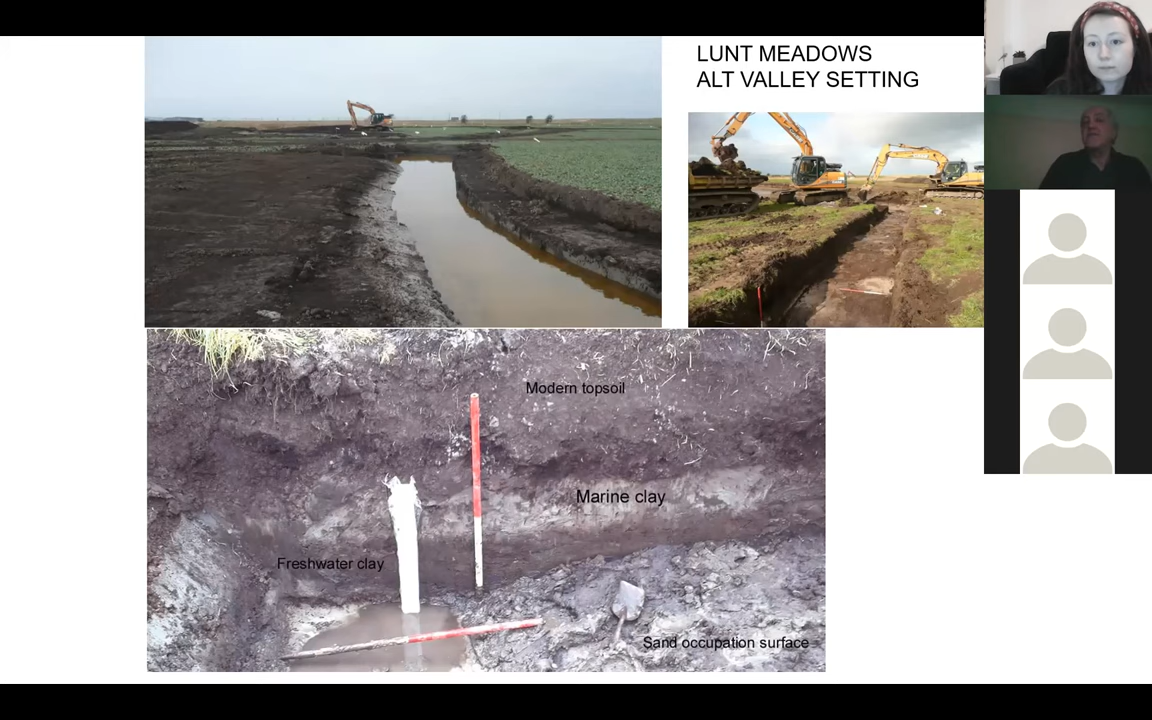 LUNT MEADOWS
ALT VALLEY SETTING
Modern topsoil
Marine clay
Freshwater clay
Sand occupation surface